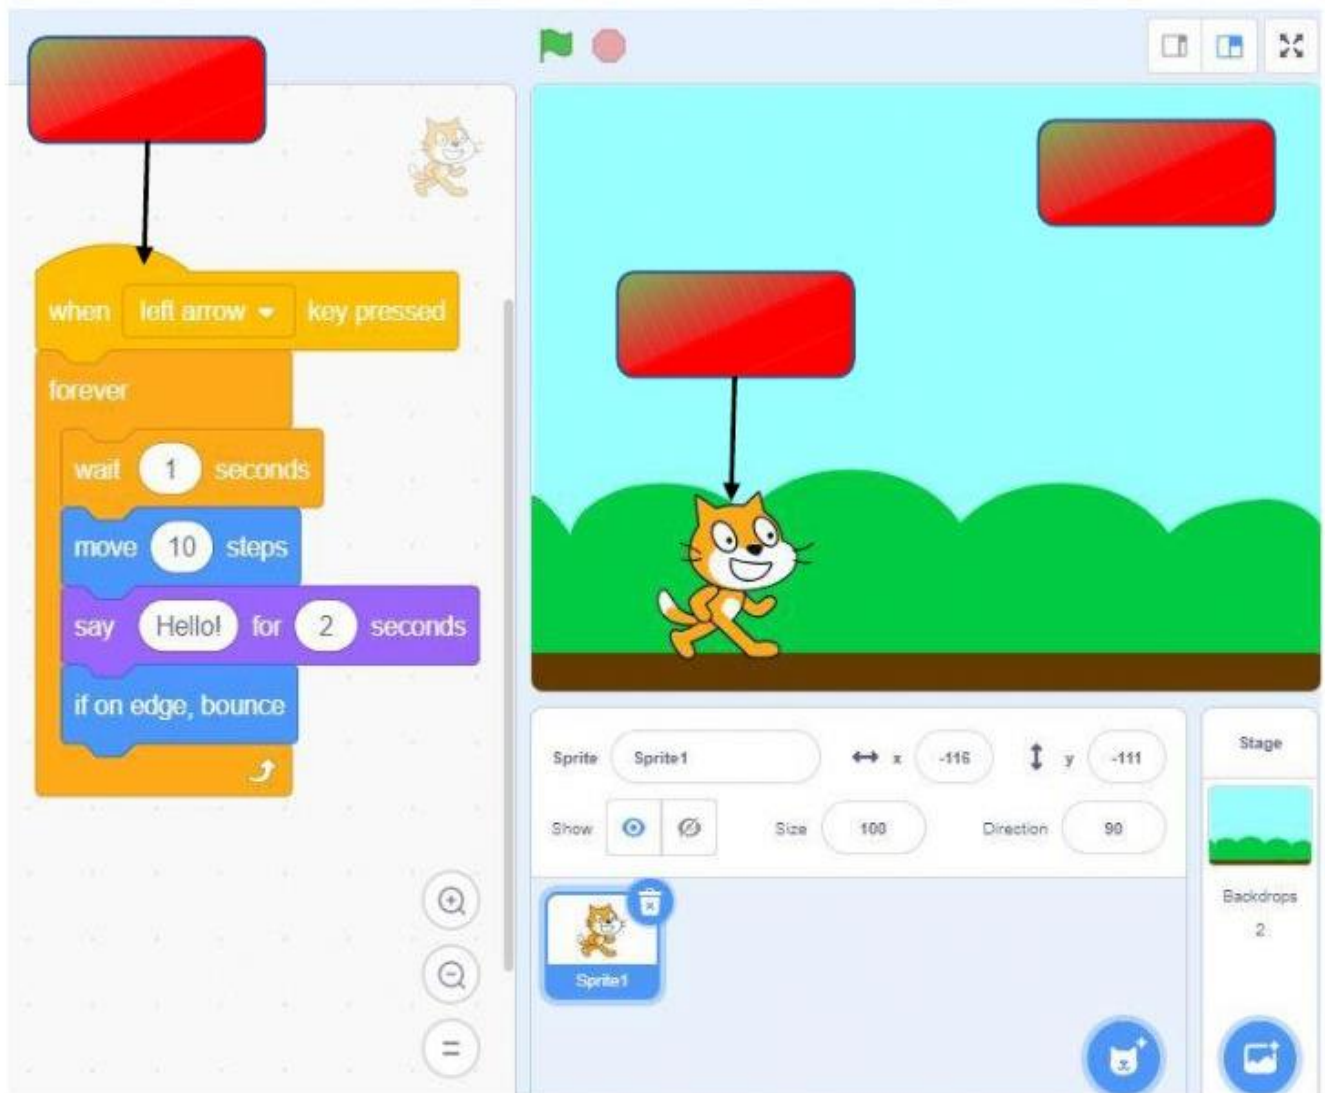 when left arrow key pressed
forever
wait 1 seconds
move 10 steps
say Hello! for 2 seconds
if on edge, bounce
Sprite Sprite1 x -116 y -111
Show Size 100 Direction 90
Sprite1
Stage
Backdrops
2